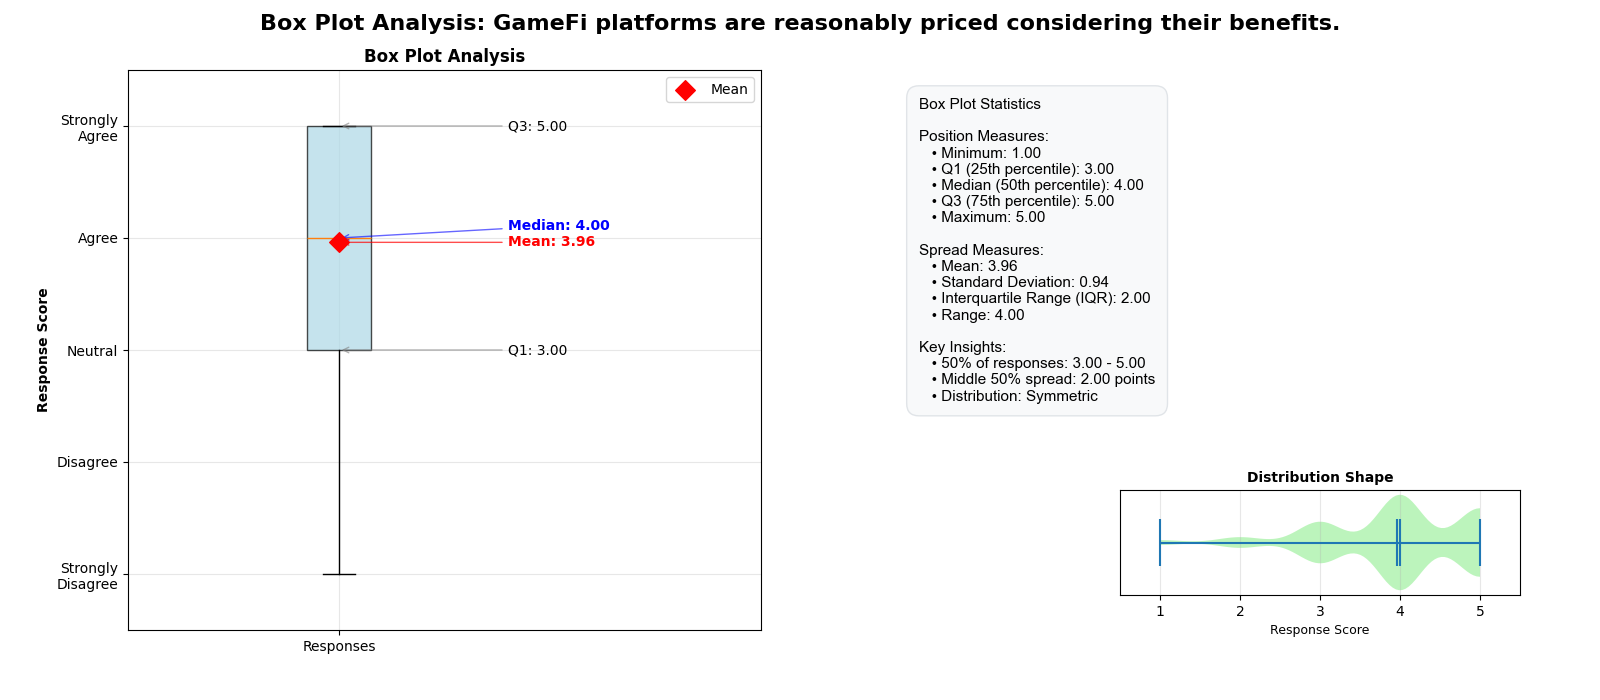 Box Plot Analysis: GameFi platforms are reasonably priced considering their benefits.
Box Plot Analysis
Mean
Strongly
Agree
Agree
Neutral
Disagree
Strongly
Disagree
Response Score
Q3: 5.00
Median: 4.00
Mean: 3.96
Q1: 3.00
Responses
Box Plot Statistics
Position Measures:
• Minimum: 1.00
• Q1 (25th percentile): 3.00
• Median (50th percentile): 4.00
• Q3 (75th percentile): 5.00
• Maximum: 5.00
Spread Measures:
• Mean: 3.96
• Standard Deviation: 0.94
• Interquartile Range (IQR): 2.00
• Range: 4.00
Key Insights:
• 50% of responses: 3.00 - 5.00
• Middle 50% spread: 2.00 points
• Distribution: Symmetric
Distribution Shape
1 2 3 4 5
Response Score